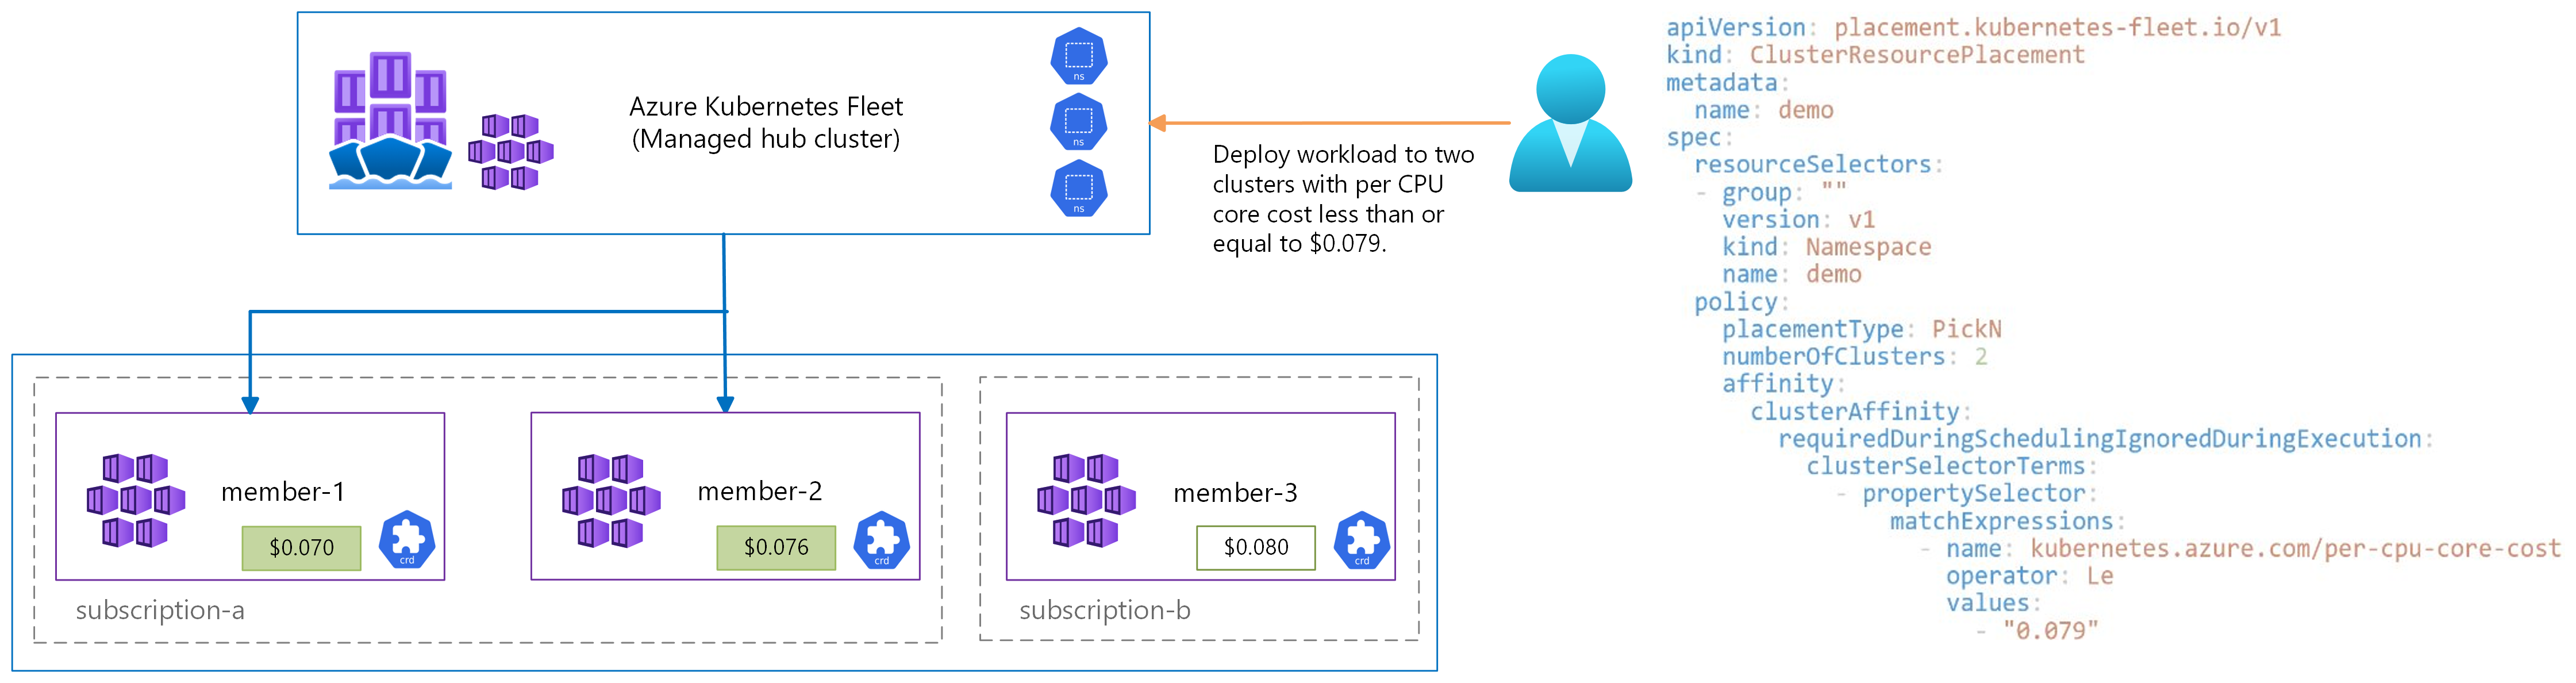 Azure Kubernetes Fleet
(Managed hub cluster)
ns
ns
ns
Deploy workload to two
clusters with per CPU
core cost less than or
equal to $0.079.
member-1
$0.070
crd
member-2
$0.076
crd
subscription-a
member-3
$0.080
crd
subscription-b
apiVersion: placement.kubernetes-fleet.io/v1
kind: ClusterResourcePlacement
metadata:
  name: demo
spec:
  resourceSelectors:
  - group: ""
    version: v1
    kind: Namespace
    name: demo
  policy:
    placementType: PickN
    numberOfClusters: 2
    affinity:
      clusterAffinity:
        requiredDuringSchedulingIgnoredDuringExecution:
          clusterSelectorTerms:
            - propertySelector:
                matchExpressions:
                  - name: kubernetes.azure.com/per-cpu-core-cost
                    operator: Le
                    values:
                      - "0.079"